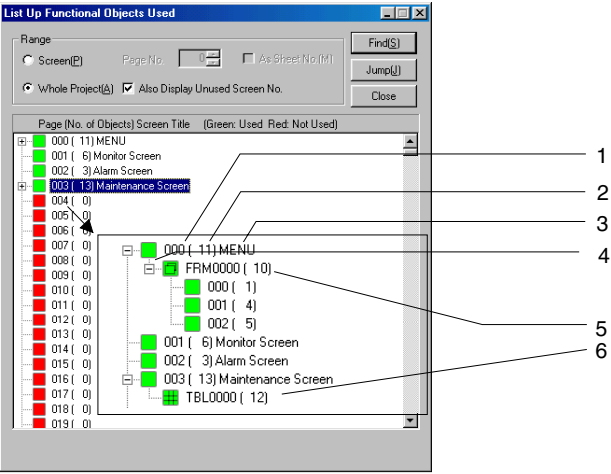 List Up Functional Objects Used
Range
Screen(P) Page No. 0 As Sheet No.(M)
Whole Project(A) Also Display Unused Screen No.
Find(S)
Jump(J)
Close
Page (No. of Objects) Screen Title (Green: Used Red: Not Used)
000 ( 11) MENU
001 ( 6) Monitor Screen
002 ( 3) Alarm Screen
003 ( 13) Maintenance Screen
004 ( 0)
005 ( 0)
006 ( 0)
007 ( 0)
008 ( 0)
009 ( 0)
010 ( 0)
011 ( 0)
012 ( 0)
013 ( 0)
014 ( 0)
015 ( 0)
016 ( 0)
017 ( 0)
018 ( 0)
019 ( 0)
000 ( 11) MENU
FRM0000 ( 10)
000 ( 1)
001 ( 4)
002 ( 5)
001 ( 6) Monitor Screen
002 ( 3) Alarm Screen
003 ( 13) Maintenance Screen
TBL0000 ( 12)
1
2
3
4
5
6